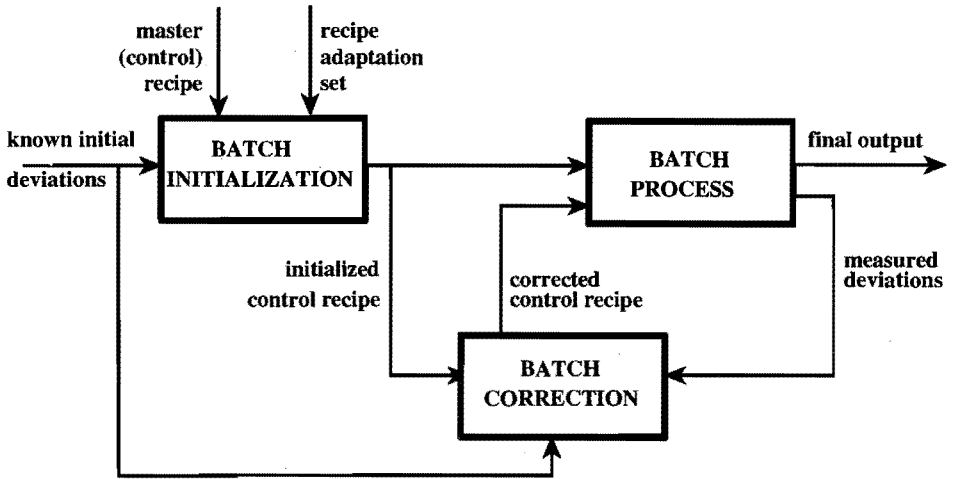 master
(control)
recipe
recipe
adaptation
set
known initial
deviations
BATCH
INITIALIZATION
BATCH
PROCESS
final output
initialized
control recipe
corrected
control recipe
measured
deviations
BATCH
CORRECTION